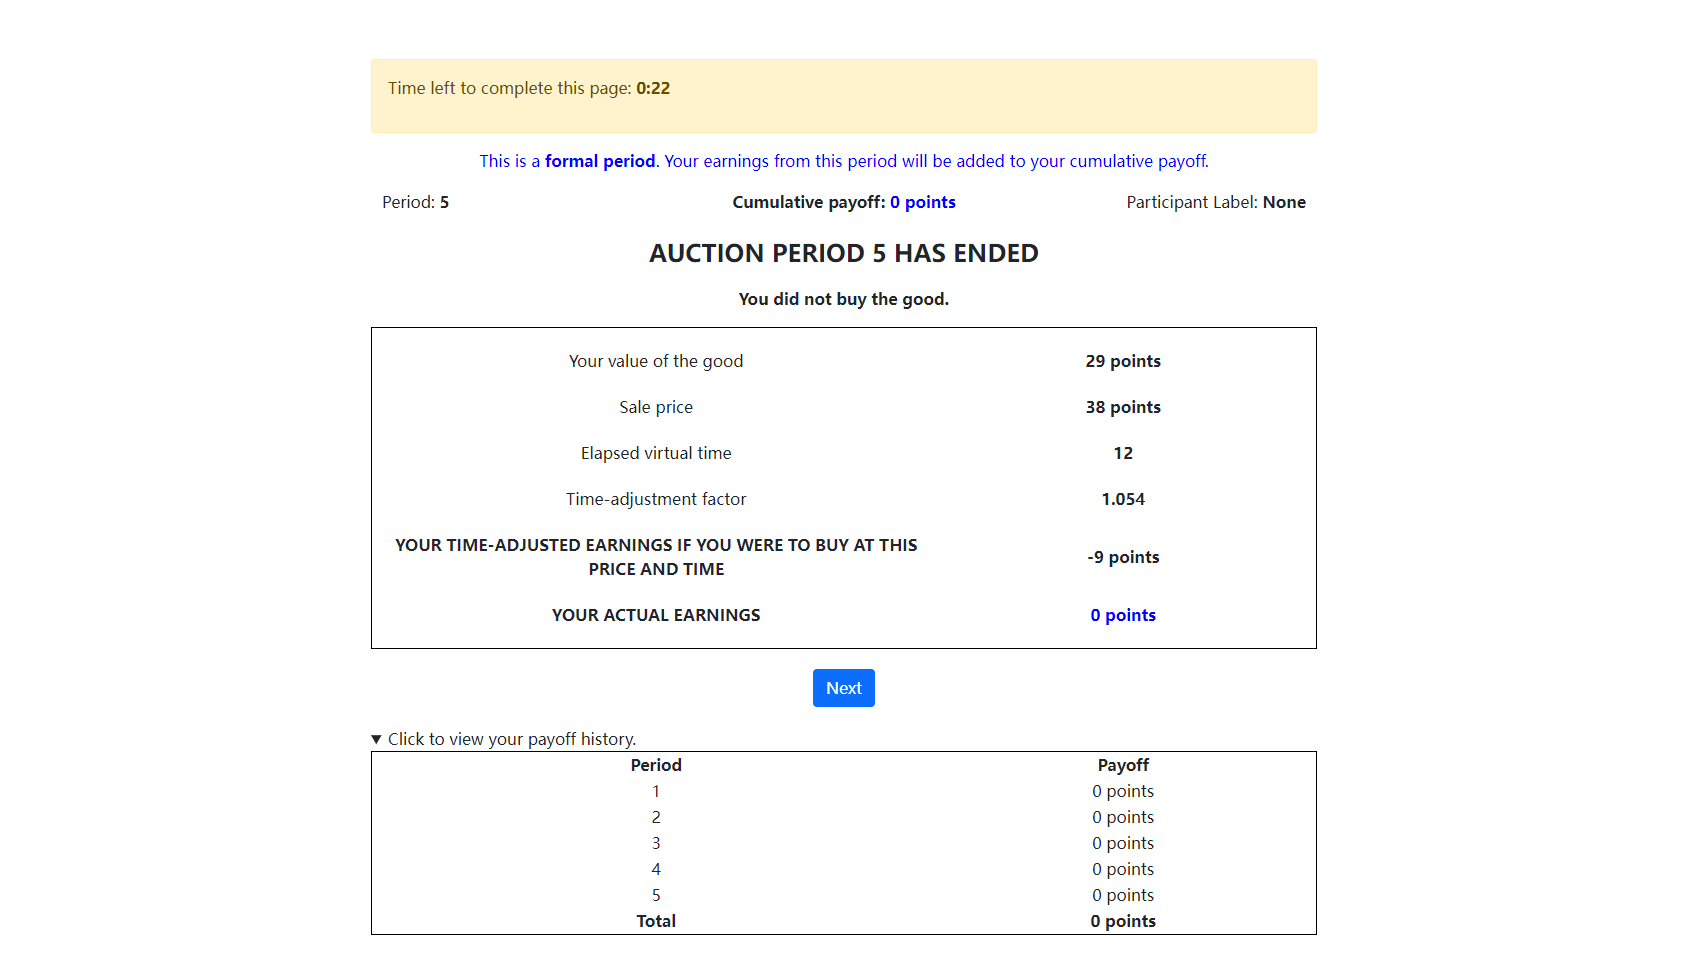 Time left to complete this page: 0:22
This is a formal period. Your earnings from this period will be added to your cumulative payoff.
Period: 5 Cumulative payoff: 0 points Participant Label: None
AUCTION PERIOD 5 HAS ENDED
You did not buy the good.
Your value of the good 29 points
Sale price 38 points
Elapsed virtual time 12
Time-adjustment factor 1.054
YOUR TIME-ADJUSTED EARNINGS IF YOU WERE TO BUY AT THIS
PRICE AND TIME -9 points
YOUR ACTUAL EARNINGS 0 points
Next
▼ Click to view your payoff history.
Period Payoff
1 0 points
2 0 points
3 0 points
4 0 points
5 0 points
Total 0 points